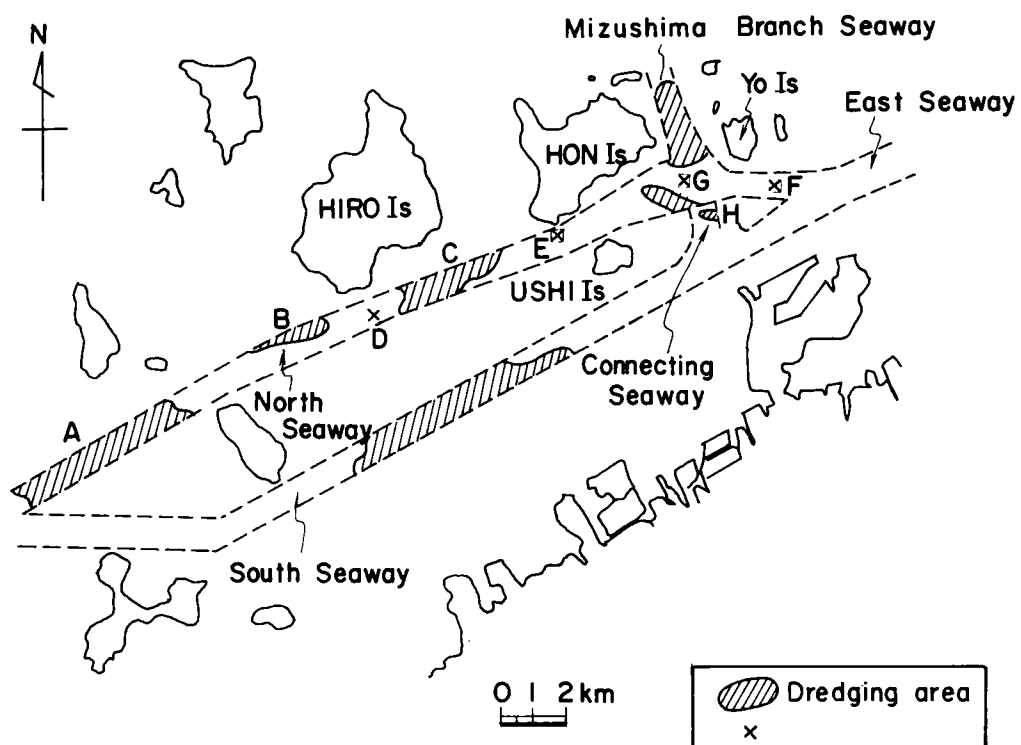 N
Mizushima Branch Seaway
Yo Is
East Seaway
HON Is
HIRO Is
G
F
H
E
C
USHI Is
B
D
Connecting
Seaway
North
Seaway
A
South Seaway
0 1 2 km
Dredging area
x